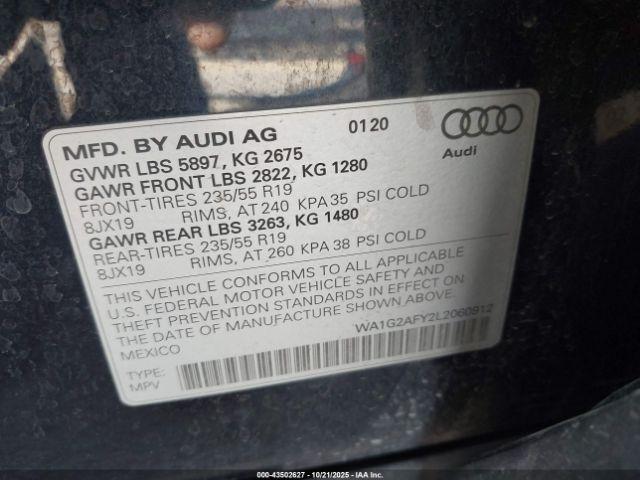 MFD. BY AUDI AG 0120
GVWR LBS 5897, KG 2675
GAWR FRONT LBS 2822, KG 1280
FRONT-TIRES 235/55 R19
8JX19 RIMS, AT 240 KPA 35 PSI COLD
GAWR REAR LBS 3263, KG 1480
REAR-TIRES 235/55 R19
8JX19 RIMS, AT 260 KPA 38 PSI COLD
Audi
THIS VEHICLE CONFORMS TO ALL APPLICABLE
U.S. FEDERAL MOTOR VEHICLE SAFETY AND
THEFT PREVENTION STANDARDS IN EFFECT ON
THE DATE OF MANUFACTURE SHOWN ABOVE.
MEXICO WA1G2AFY2L2060912
TYPE:
MPV
000-43502627 - 10/21/2025 - IAA Inc.